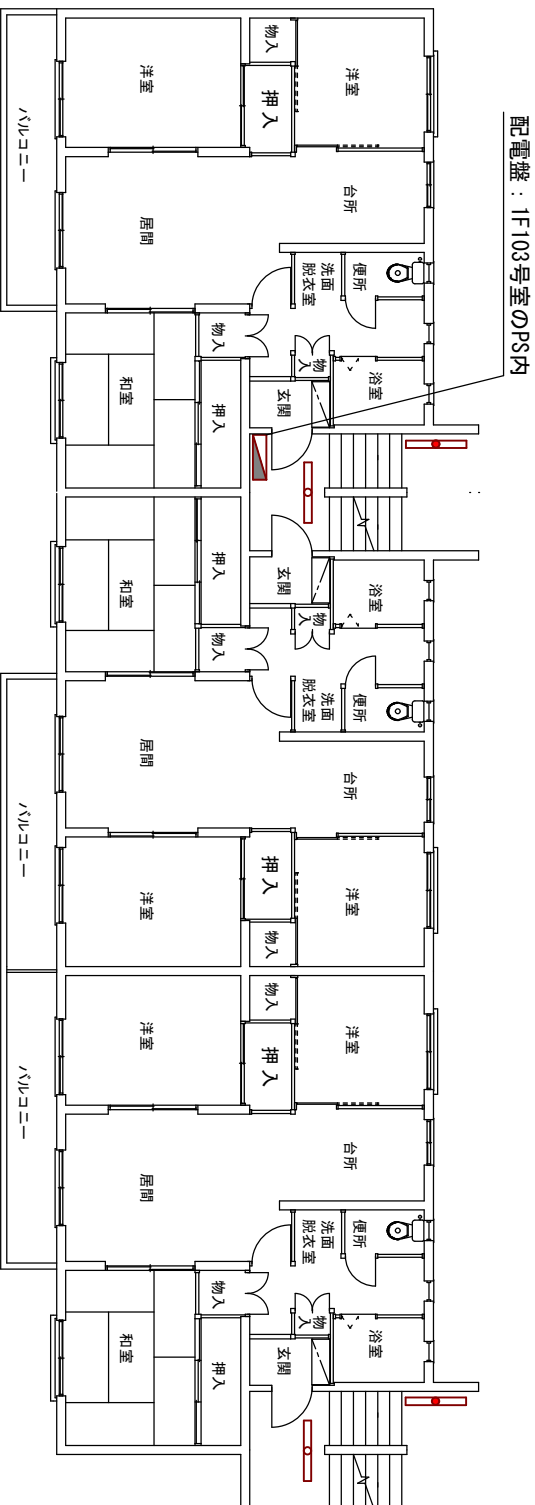 配電盤：1F103号室のPS内
洋室
物入
押入
洋室
台所
居間
便所
洗面
脱衣室
浴室
物入
物入
玄関
押入
和室
バルコニー
浴室
玄関
物入
押入
物入
和室
便所
洗面
脱衣室
台所
居間
洋室
押入
物入
洋室
バルコニー
洋室
物入
押入
洋室
台所
居間
便所
洗面
脱衣室
浴室
物入
物入
玄関
押入
和室
バルコニー